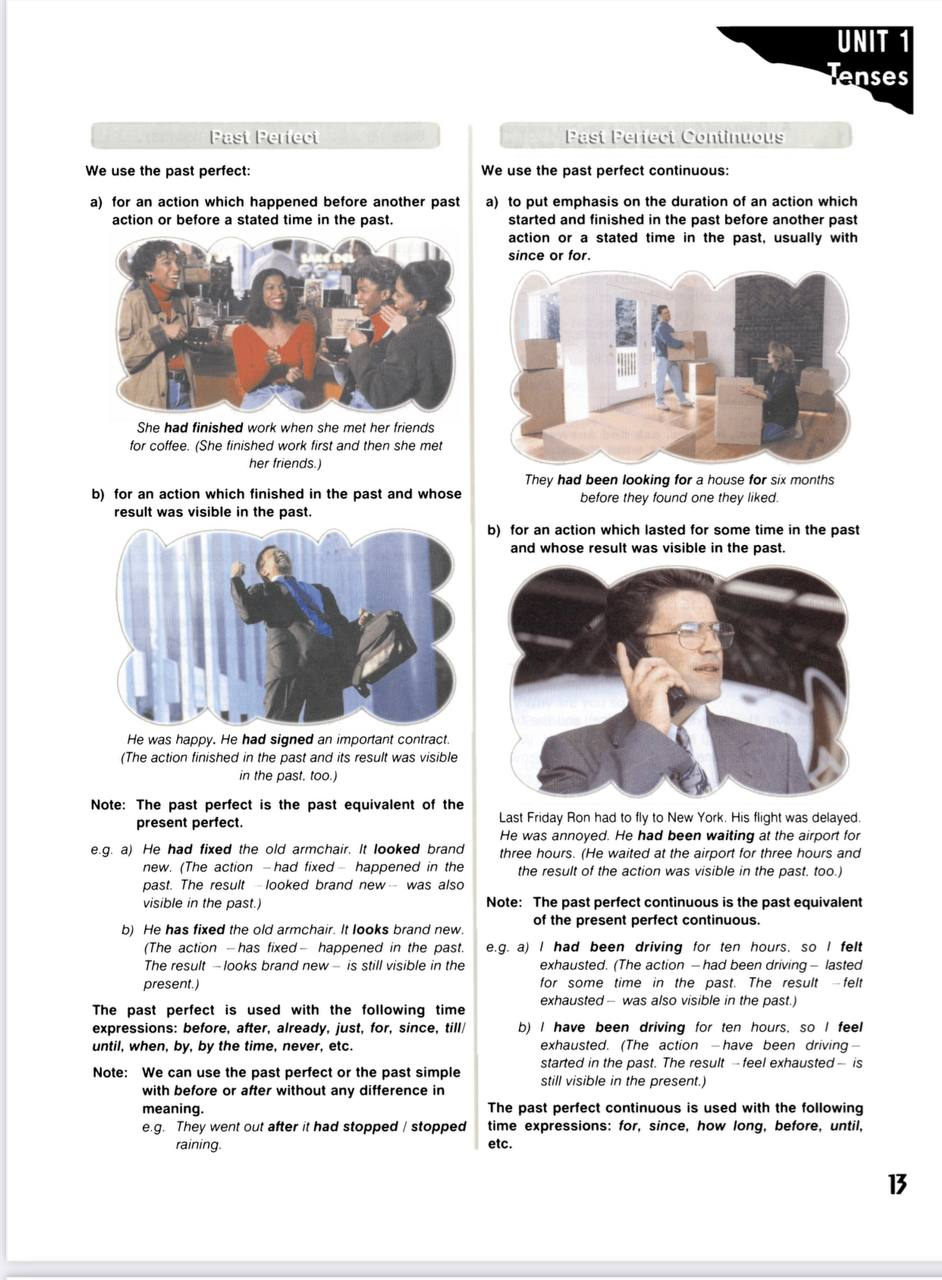 UNIT 1
Tenses
Past Perfect
We use the past perfect:
a) for an action which happened before another past
action or before a stated time in the past.
She had finished work when she met her friends
for coffee. (She finished work first and then she met
her friends.)
b) for an action which finished in the past and whose
result was visible in the past.
He was happy. He had signed an important contract.
(The action finished in the past and its result was visible
in the past, too.)
Note: The past perfect is the past equivalent of the
present perfect.
e.g. a) He had fixed the old armchair. It looked brand
new. (The action – had fixed – happened in the
past. The result – looked brand new – was also
visible in the past.)
b) He has fixed the old armchair. It looks brand new.
(The action – has fixed – happened in the past.
The result – looks brand new – is still visible in the
present.)
The past perfect is used with the following time
expressions: before, after, already, just, for, since, till/
until, when, by, by the time, never, etc.
Note: We can use the past perfect or the past simple
with before or after without any difference in
meaning.
e.g. They went out after it had stopped / stopped
raining.
Past Perfect Continuous
We use the past perfect continuous:
a) to put emphasis on the duration of an action which
started and finished in the past before another past
action or a stated time in the past, usually with
since or for.
They had been looking for a house for six months
before they found one they liked.
b) for an action which lasted for some time in the past
and whose result was visible in the past.
Last Friday Ron had to fly to New York. His flight was delayed.
He was annoyed. He had been waiting at the airport for
three hours. (He waited at the airport for three hours and
the result of the action was visible in the past, too.)
Note: The past perfect continuous is the past equivalent
of the present perfect continuous.
e.g. a) I had been driving for ten hours, so I felt
exhausted. (The action – had been driving – lasted
for some time in the past. The result – felt
exhausted – was also visible in the past.)
b) I have been driving for ten hours, so I feel
exhausted. (The action – have been driving –
started in the past. The result – feel exhausted – is
still visible in the present.)
The past perfect continuous is used with the following
time expressions: for, since, how long, before, until,
etc.
13